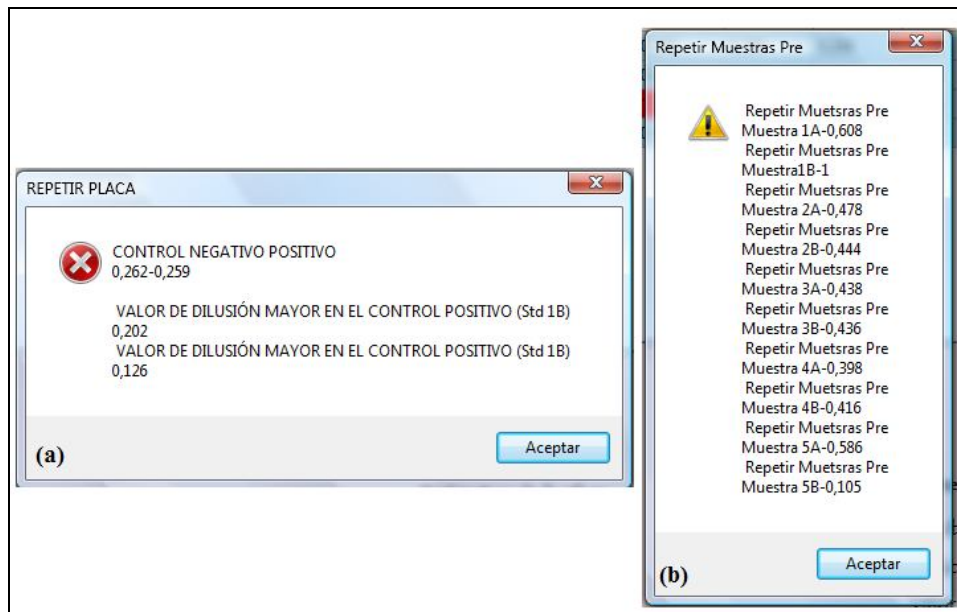 REPETIR PLACA
CONTROL NEGATIVO POSITIVO
0,262-0,259
VALOR DE DILUSIÓN MAYOR EN EL CONTROL POSITIVO (Std 1B)
0,202
VALOR DE DILUSIÓN MAYOR EN EL CONTROL POSITIVO (Std 1B)
0,126
Aceptar
(a)
Repetir Muestras Pre
Repetir Muetsras Pre
Muestra 1A-0,608
Repetir Muetsras Pre
Muestra1B-1
Repetir Muetsras Pre
Muestra 2A-0,478
Repetir Muetsras Pre
Muestra 2B-0,444
Repetir Muetsras Pre
Muestra 3A-0,438
Repetir Muetsras Pre
Muestra 3B-0,436
Repetir Muetsras Pre
Muestra 4A-0,398
Repetir Muetsras Pre
Muestra 4B-0,416
Repetir Muetsras Pre
Muestra 5A-0,586
Repetir Muetsras Pre
Muestra 5B-0,105
Aceptar
(b)